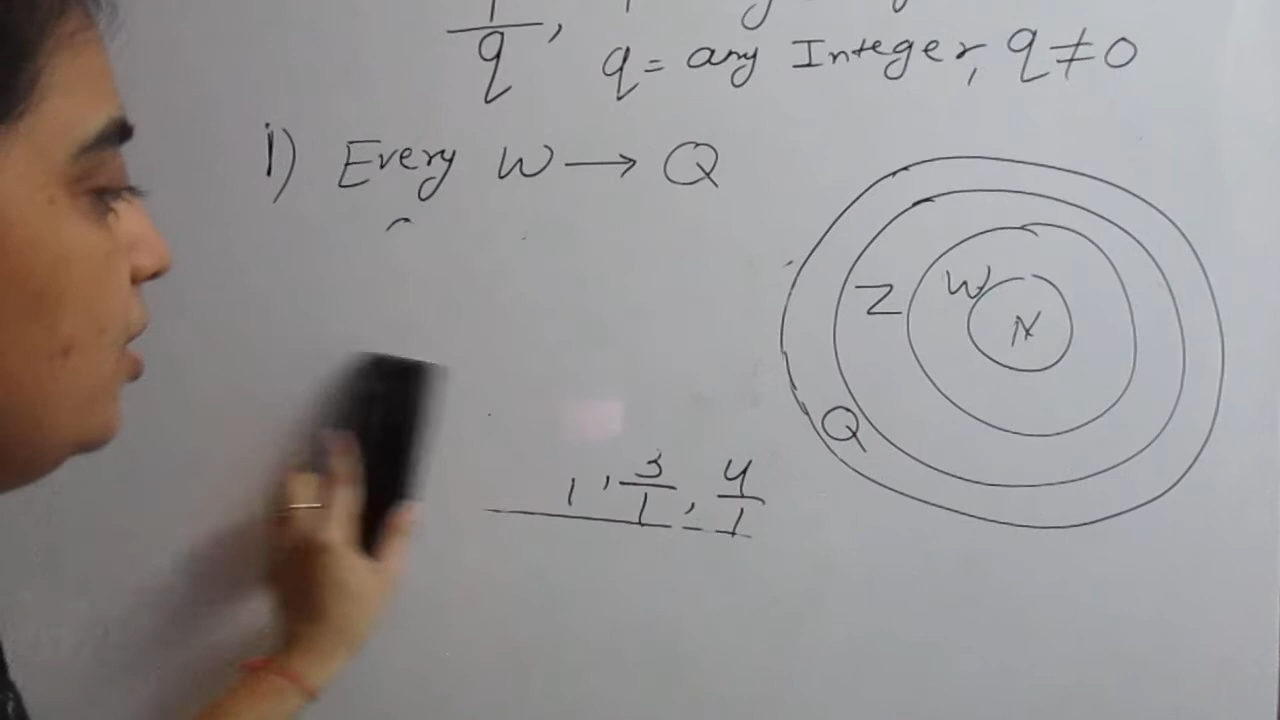 q, q = any Integer, q ≠ 0
1) Every W → Q
W
Z
N
Q
1, 3/1, 4/1